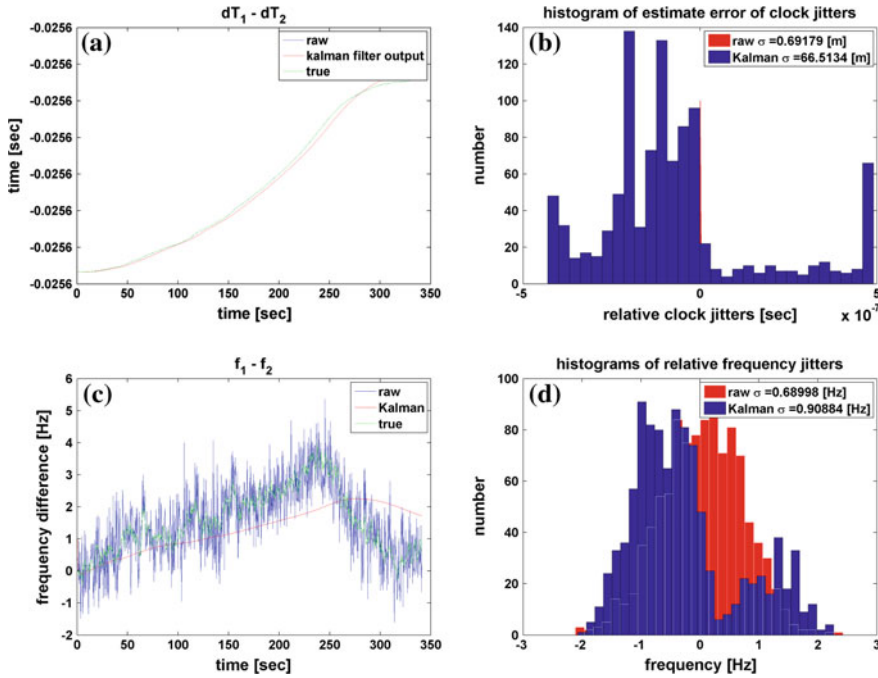 dT₁ - dT₂
(a)
raw
kalman filter output
true
-0.0256
-0.0256
-0.0256
-0.0256
-0.0256
-0.0256
-0.0256
-0.0256
time [sec]
0 50 100 150 200 250 300 350
time [sec]
histogram of estimate error of clock jitters
(b)
raw σ =0.69179 [m]
Kalman σ =66.5134 [m]
140
120
100
80
60
40
20
0
number
-5 0 5
x 10⁻⁷
relative clock jitters [sec]
f₁ - f₂
(c)
raw
Kalman
true
6
5
4
3
2
1
0
-1
-2
frequency difference [Hz]
0 50 100 150 200 250 300 350
time [sec]
histograms of relative frequency jitters
(d)
raw σ =0.68998 [Hz]
Kalman σ =0.90884 [Hz]
100
80
60
40
20
0
number
-3 -2 -1 0 1 2 3
frequency [Hz]